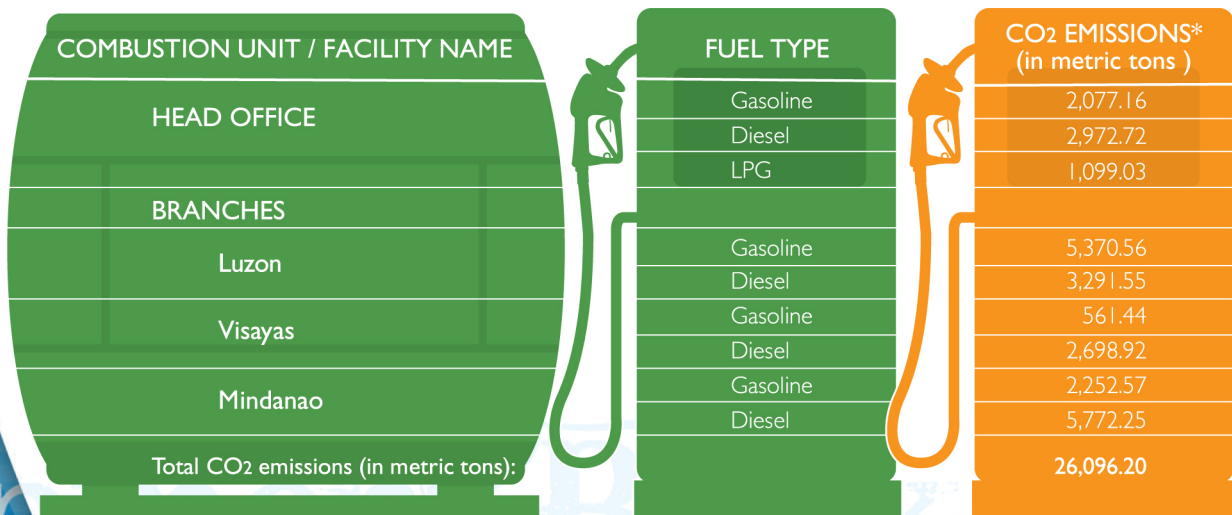 COMBUSTION UNIT / FACILITY NAME FUEL TYPE CO2 EMISSIONS*
(in metric tons )
HEAD OFFICE Gasoline 2,077.16
Diesel 2,972.72
LPG 1,099.03
BRANCHES
Luzon Gasoline 5,370.56
Diesel 3,291.55
Visayas Gasoline 561.44
Diesel 2,698.92
Mindanao Gasoline 2,252.57
Diesel 5,772.25
Total CO2 emissions (in metric tons): 26,096.20